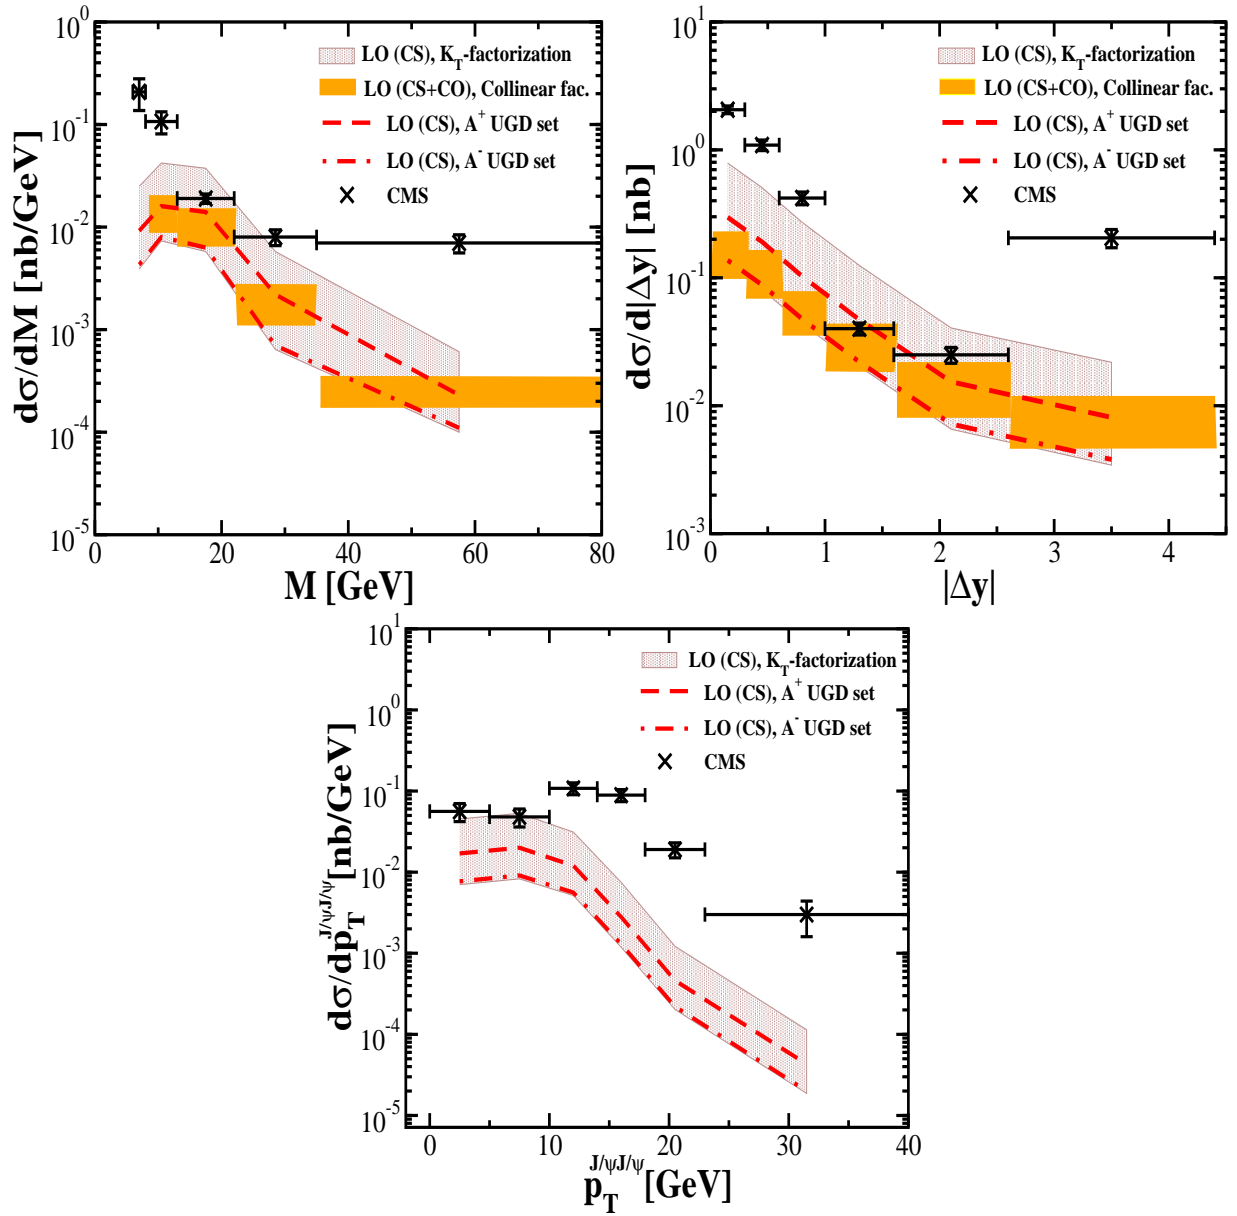 LO (CS), K_T-factorization
LO (CS+CO), Collinear fac.
LO (CS), A^+ UGD set
LO (CS), A^- UGD set
CMS
10^0
10^-1
10^-2
10^-3
10^-4
10^-5
dσ/dM [nb/GeV]
0 20 40 60 80
M [GeV]
LO (CS), K_T-factorization
LO (CS+CO), Collinear fac.
LO (CS), A^+ UGD set
LO (CS), A^- UGD set
CMS
10^1
10^0
10^-1
10^-2
10^-3
dσ/d|Δy| [nb]
0 1 2 3 4
|Δy|
LO (CS), K_T-factorization
LO (CS), A^+ UGD set
LO (CS), A^- UGD set
CMS
10^1
10^0
10^-1
10^-2
10^-3
10^-4
10^-5
dσ/dp_T^J/ψJ/ψ [nb/GeV]
0 10 20 30 40
p_T^J/ψJ/ψ [GeV]